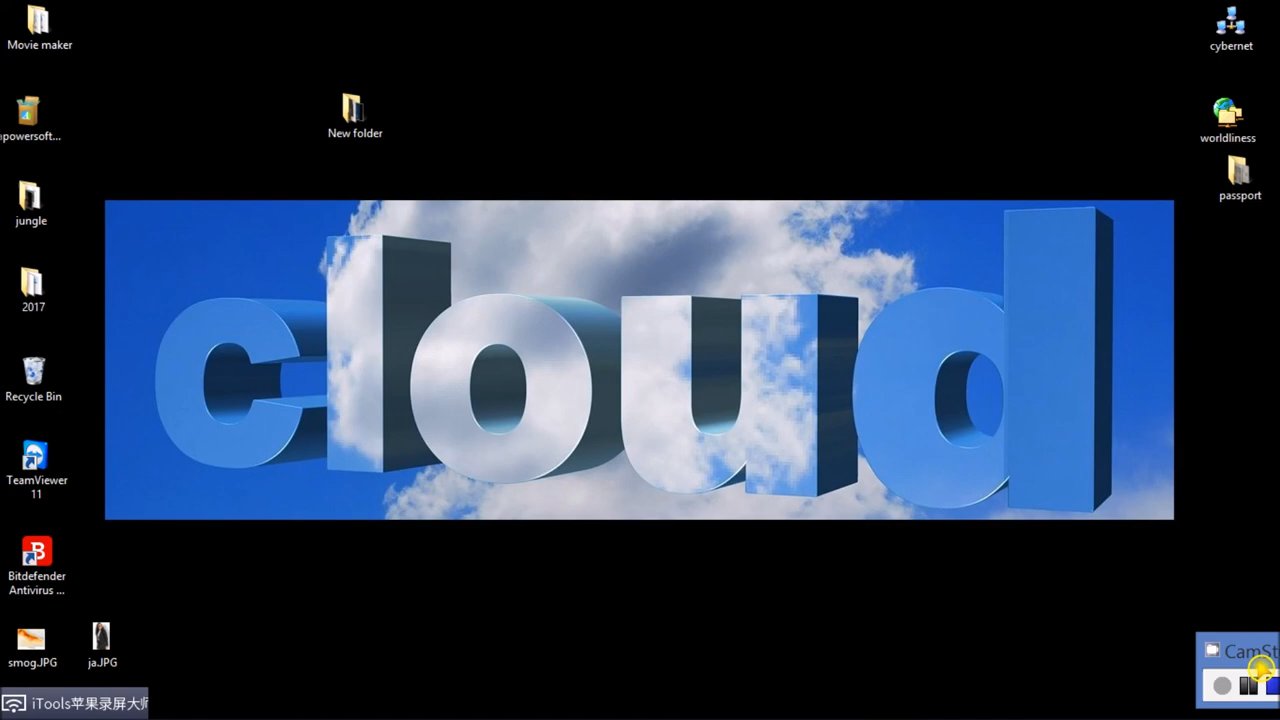 Movie maker
cybernet
powersoft...
New folder
worldliness
passport
jungle
cloud
2017
Recycle Bin
TeamViewer
11
Bitdefender
Antivirus ...
smog.JPG
ja.JPG
CamSt
iTools苹果录屏大师